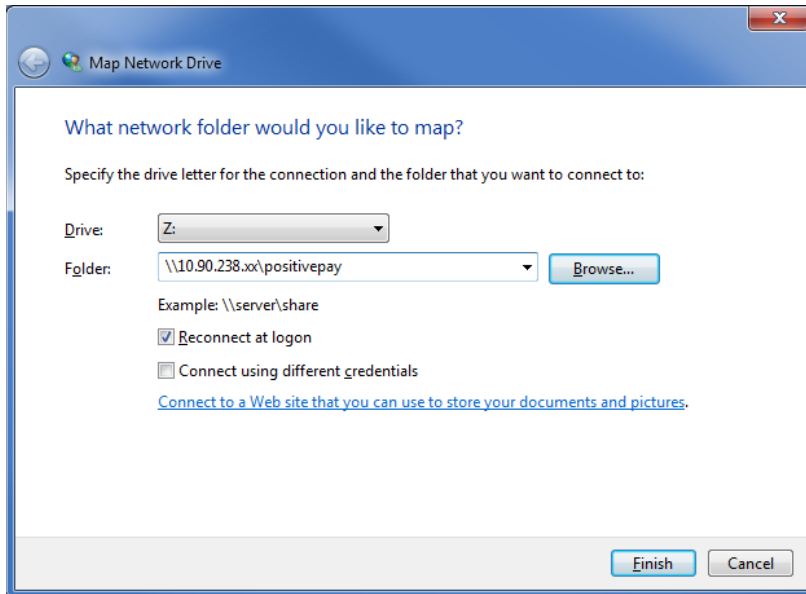 Map Network Drive
What network folder would you like to map?
Specify the drive letter for the connection and the folder that you want to connect to:
Drive: Z:
Folder: \\10.90.238.xx\positivepay Browse...
Example: \\server\share
Reconnect at logon
Connect using different credentials
Connect to a Web site that you can use to store your documents and pictures.
Finish Cancel